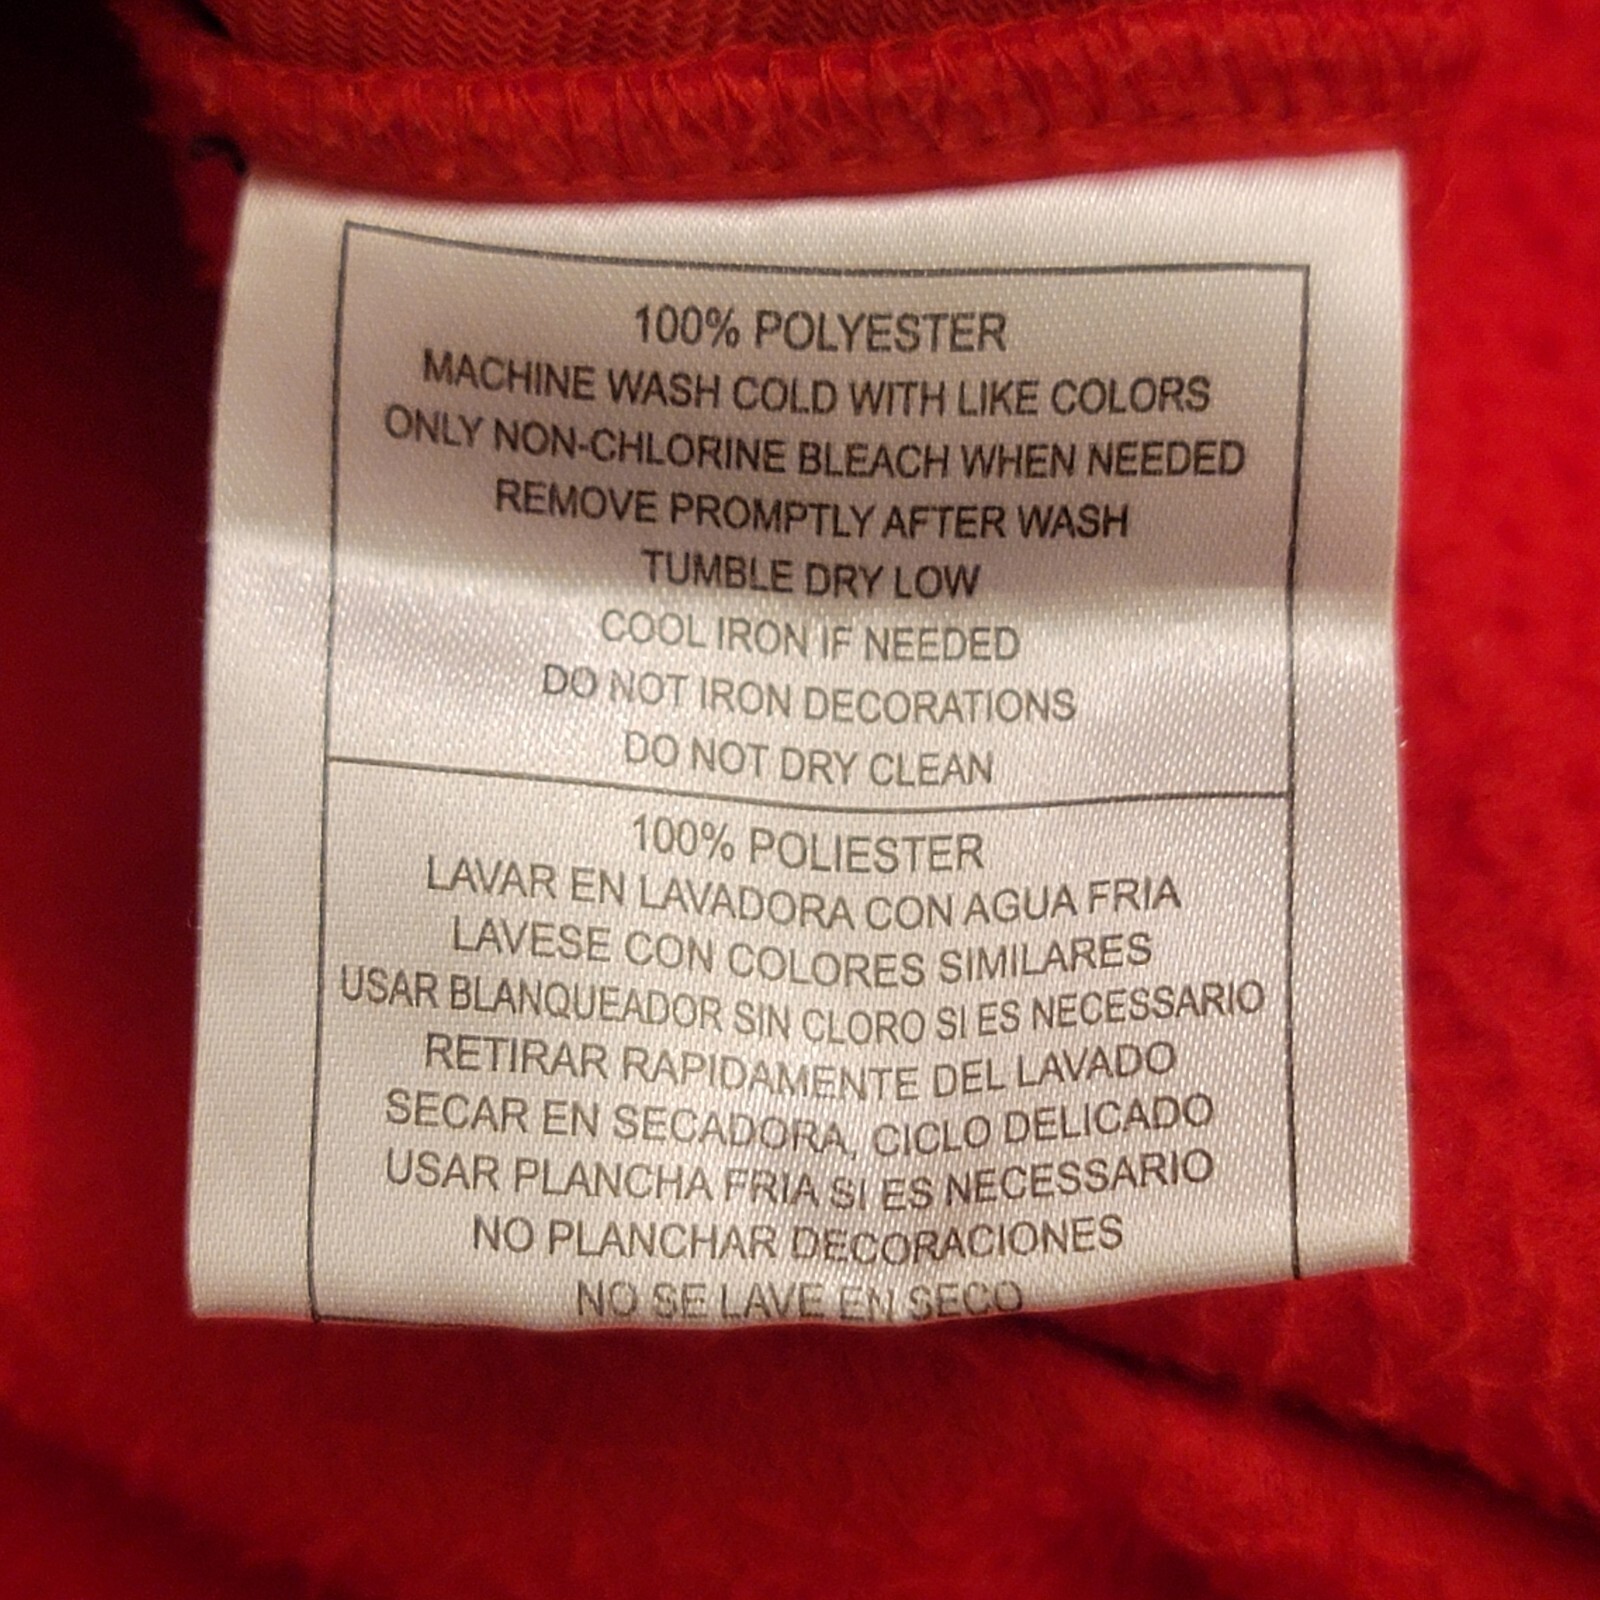 100% POLYESTER
MACHINE WASH COLD WITH LIKE COLORS
ONLY NON-CHLORINE BLEACH WHEN NEEDED
REMOVE PROMPTLY AFTER WASH
TUMBLE DRY LOW
COOL IRON IF NEEDED
DO NOT IRON DECORATIONS
DO NOT DRY CLEAN
100% POLIESTER
LAVAR EN LAVADORA CON AGUA FRIA
LAVESE CON COLORES SIMILARES
USAR BLANQUEADOR SIN CLORO SI ES NECESSARIO
RETIRAR RAPIDAMENTE DEL LAVADO
SECAR EN SECADORA, CICLO DELICADO
USAR PLANCHA FRIA SI ES NECESSARIO
NO PLANCHAR DECORACIONES
NO SE LAVE EN SECO